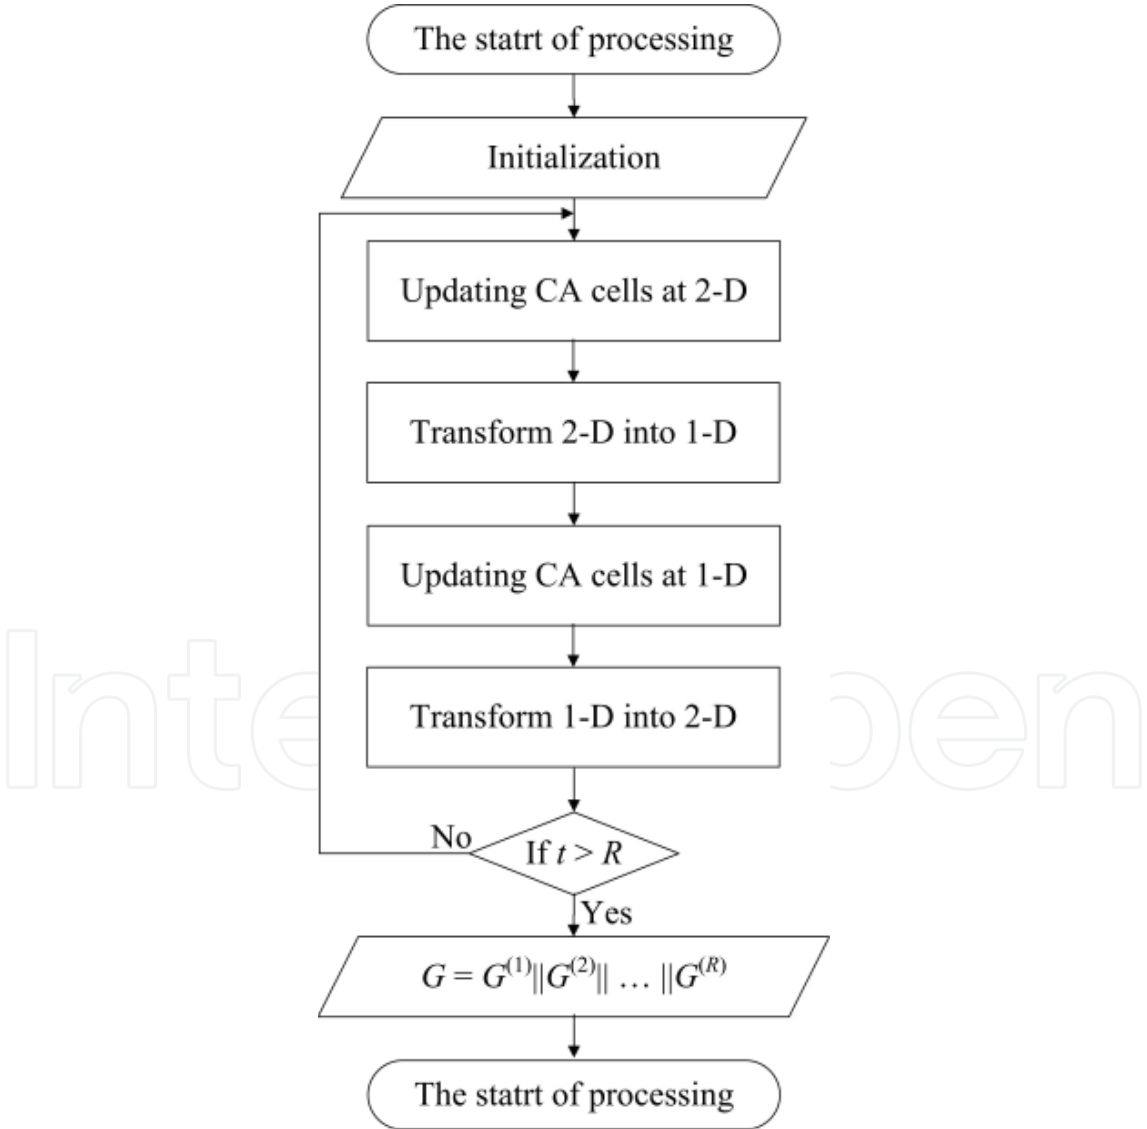 The statrt of processing
Initialization
Updating CA cells at 2-D
Transform 2-D into 1-D
Updating CA cells at 1-D
Transform 1-D into 2-D
No
If t > R
Yes
G = G^(1)||G^(2)|| … ||G^(R)
The statrt of processing